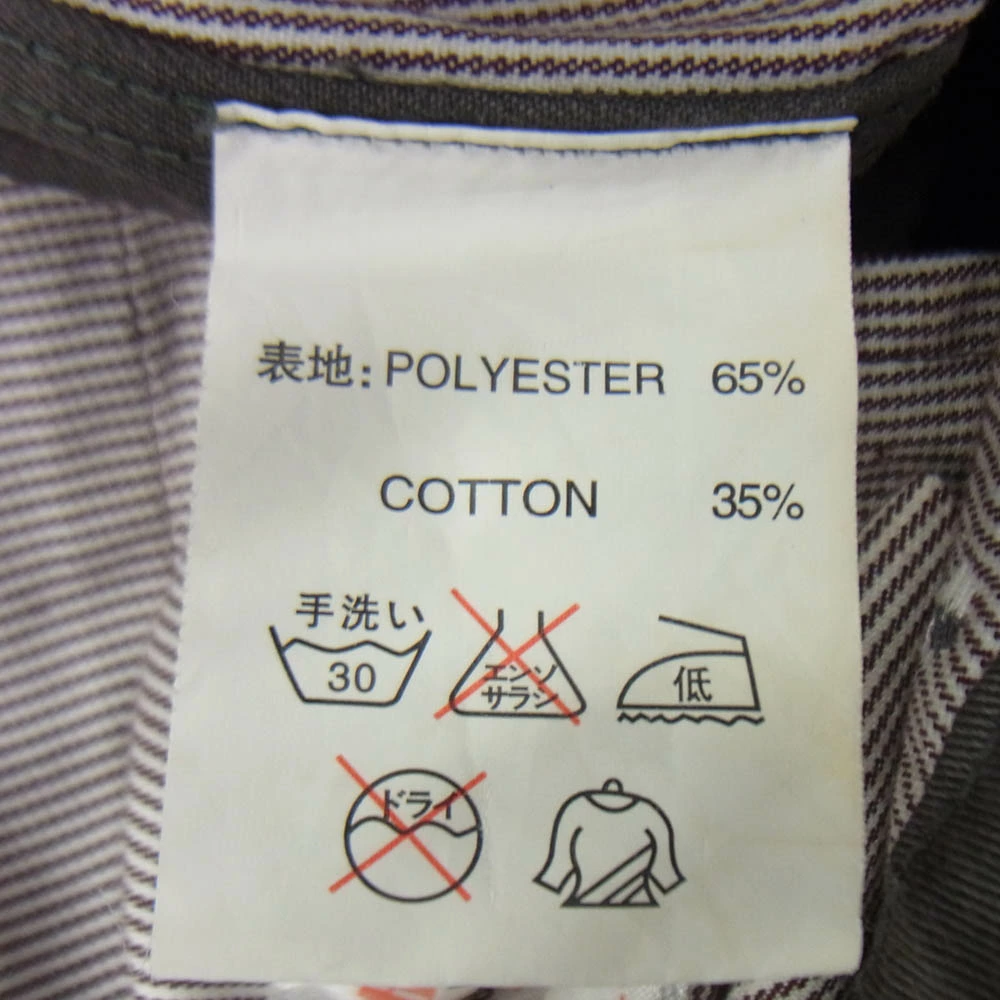 表地: POLYESTER 65%
COTTON 35%
手洗い
30
エンソ
サラシ
低
ドライ